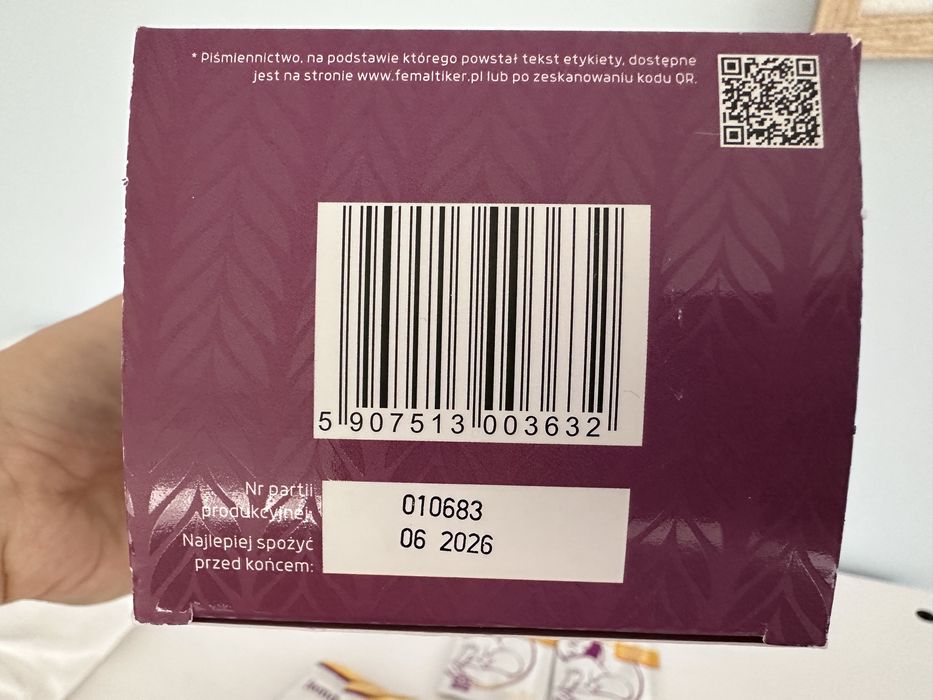 * Piśmiennictwo, na podstawie którego powstał tekst etykiety, dostępne
jest na stronie www.femaltiker.pl lub po zeskanowaniu kodu QR.
5 907513 003632
Nr partii
produkcyjnej:
010683
Najlepiej spożyć
przed końcem:
06 2026